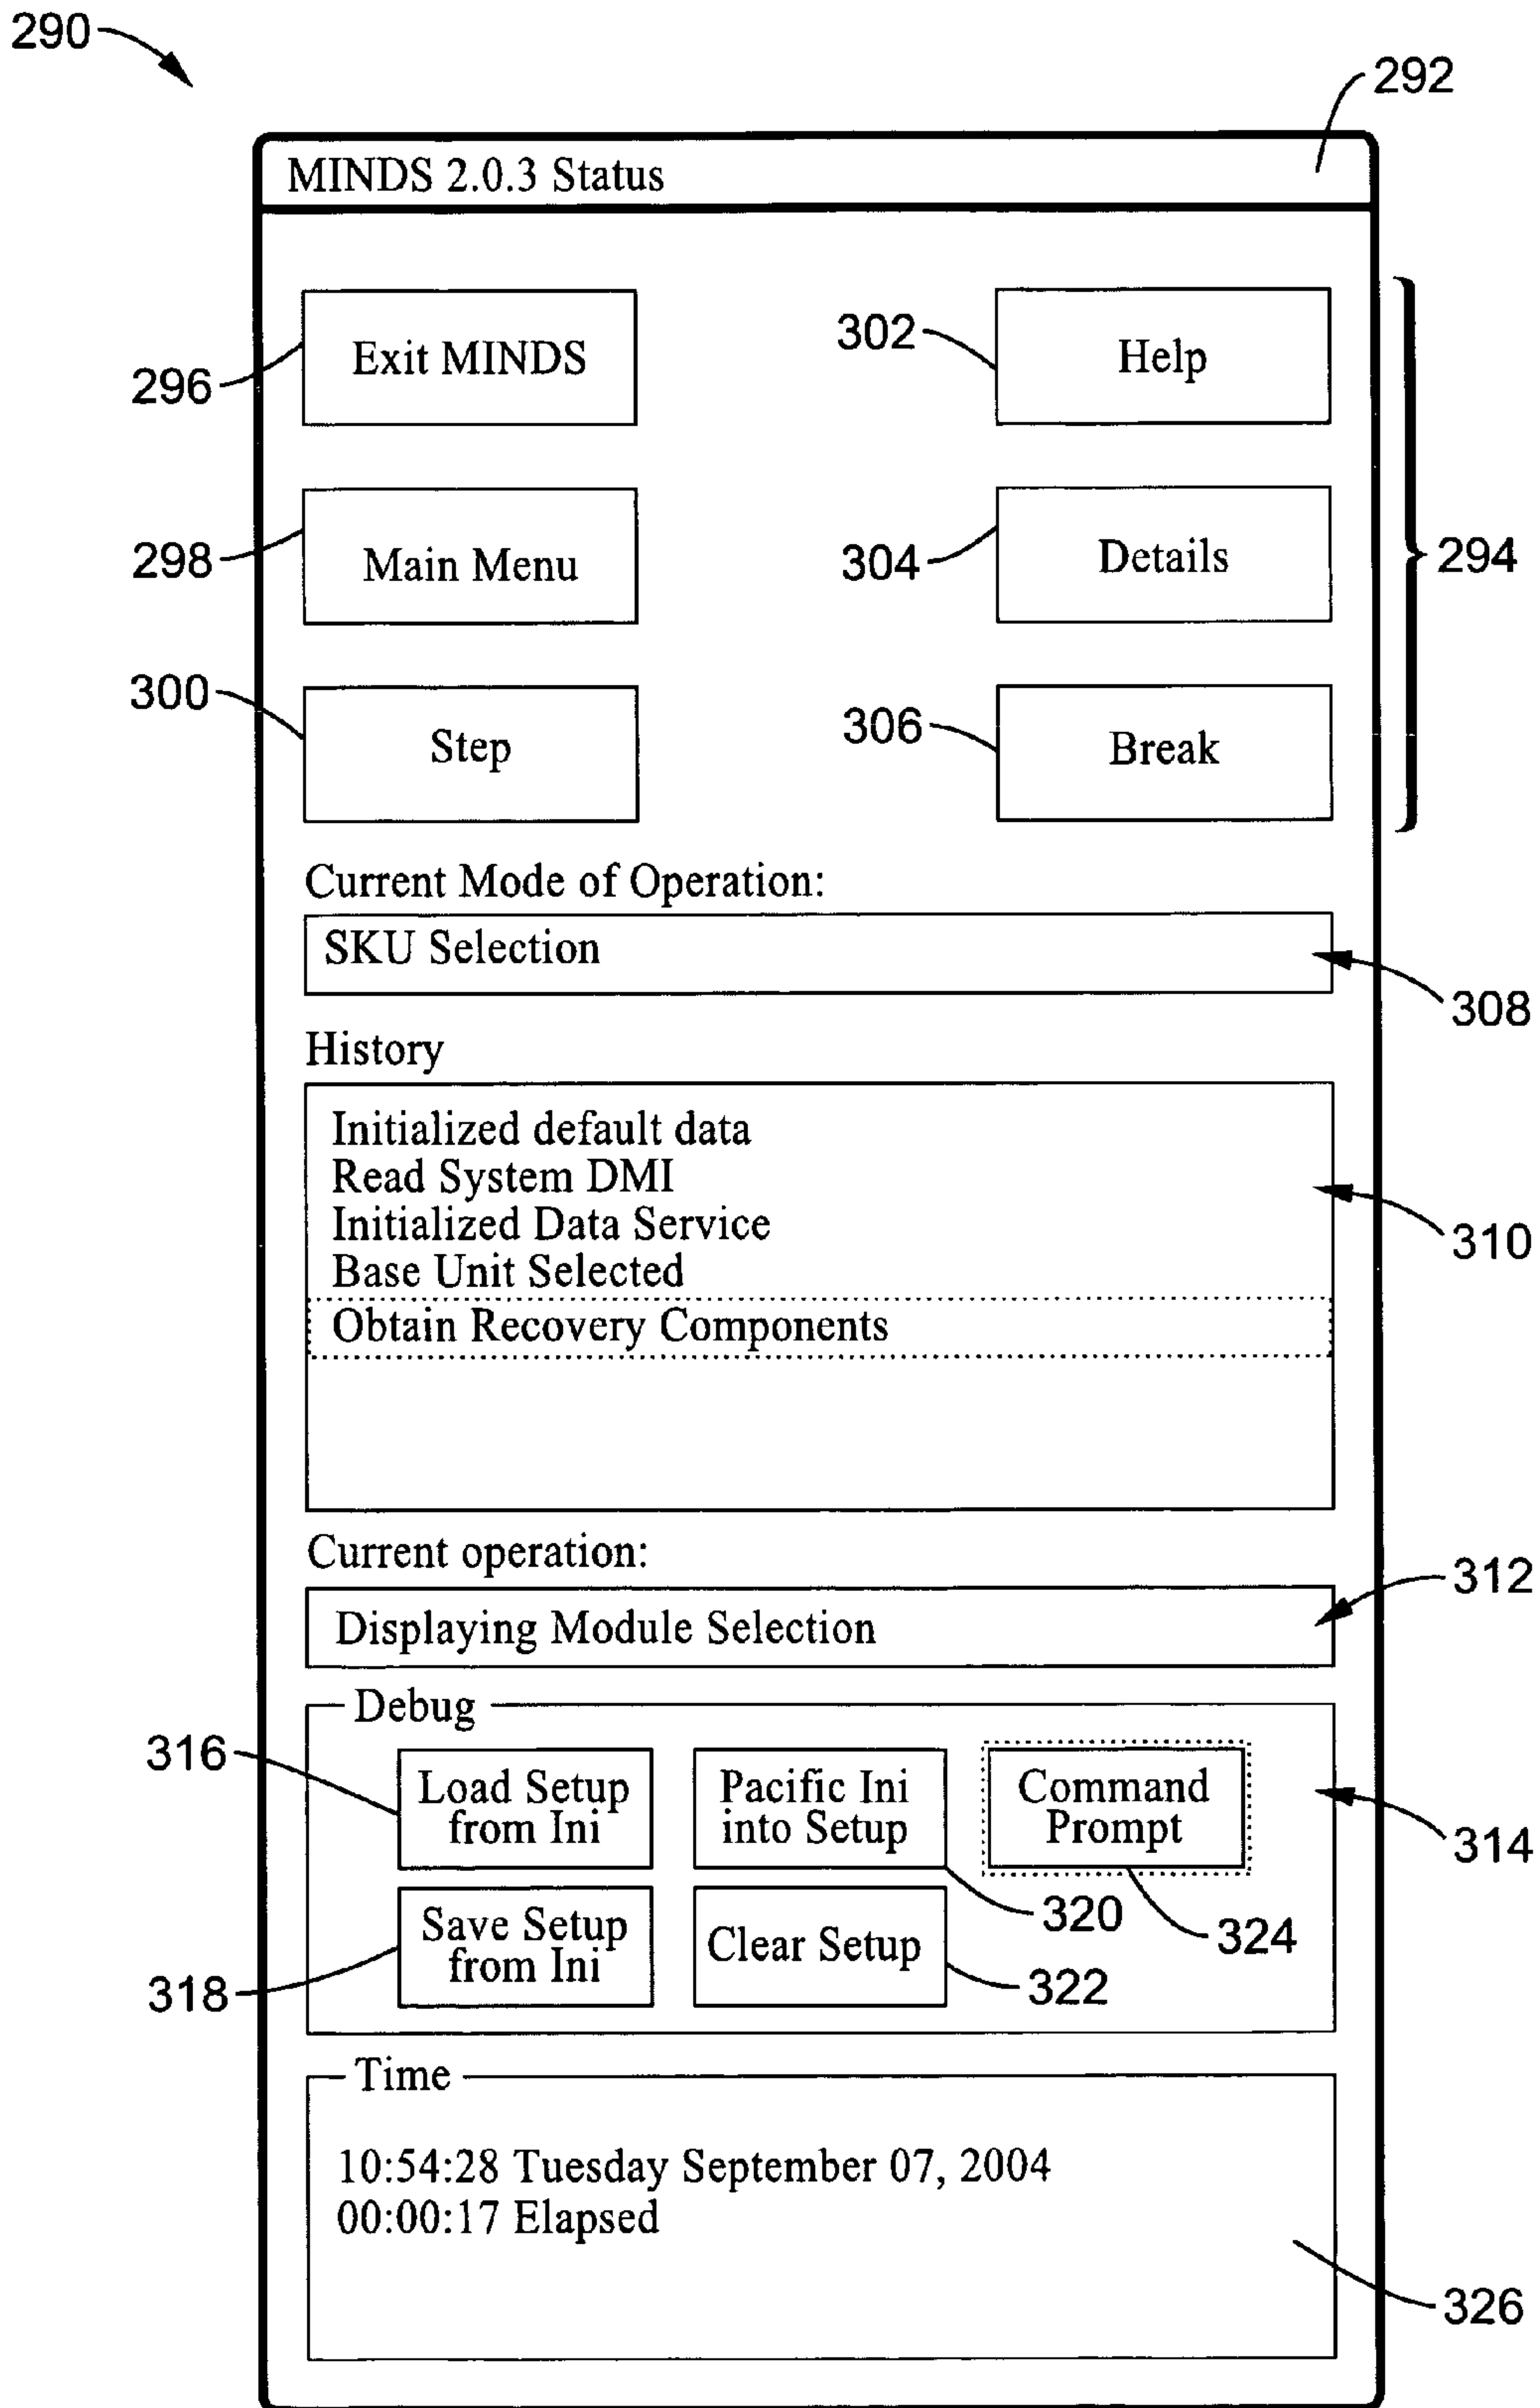 290
292
MINDS 2.0.3 Status
Exit MINDS
296
302
Help
298
Main Menu
304
Details
294
300
Step
306
Break
Current Mode of Operation:
SKU Selection
308
History
Initialized default data
Read System DMI
Initialized Data Service
Base Unit Selected
Obtain Recovery Components
310
Current operation:
Displaying Module Selection
312
Debug
316
Load Setup
from Ini
Pacific Ini
into Setup
Command
Prompt
314
320
324
Save Setup
from Ini
318
Clear Setup
322
Time
10:54:28 Tuesday September 07, 2004
00:00:17 Elapsed
326